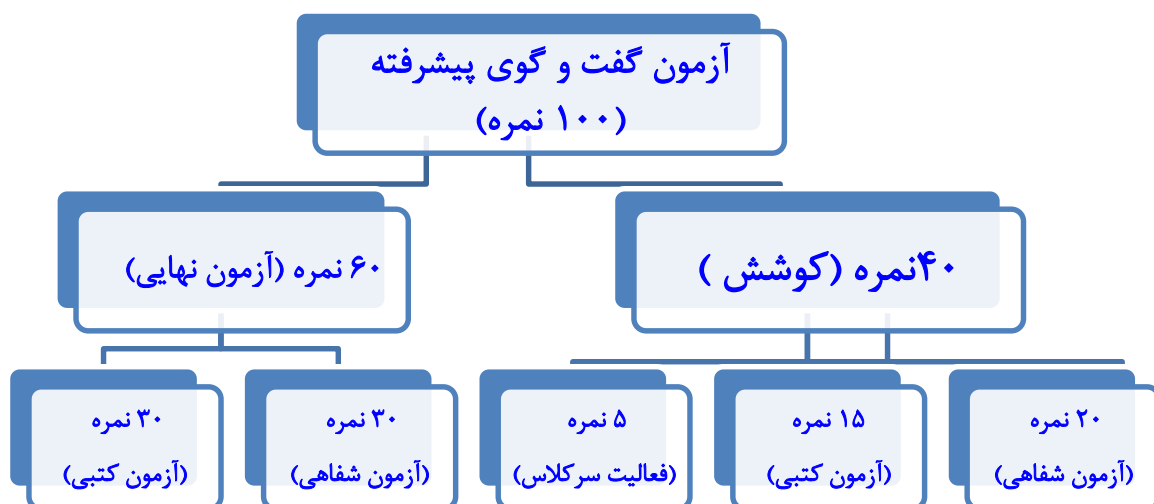 آزمون گفت و گوی پیشرفته
(۱۰۰ نمره)
۴۰نمره (کوشش )
۶۰ نمره (آزمون نهایی)
۲۰ نمره
(آزمون شفاهی)
۱۵ نمره
(آزمون کتبی)
۵ نمره
(فعالیت سرکلاس)
۳۰ نمره
(آزمون شفاهی)
۳۰ نمره
(آزمون کتبی)